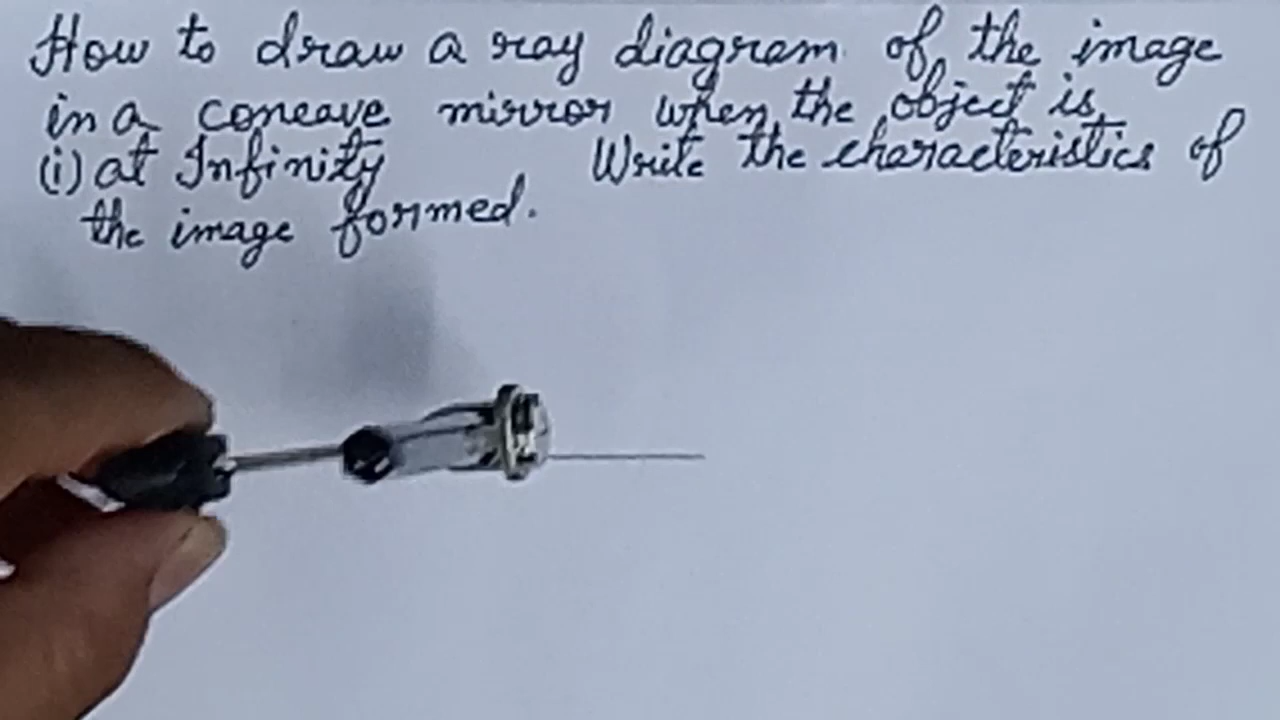 How to draw a ray diagram of the image
in a concave mirror when the object is
(i) at Infinity Write the characteristics of
the image formed.